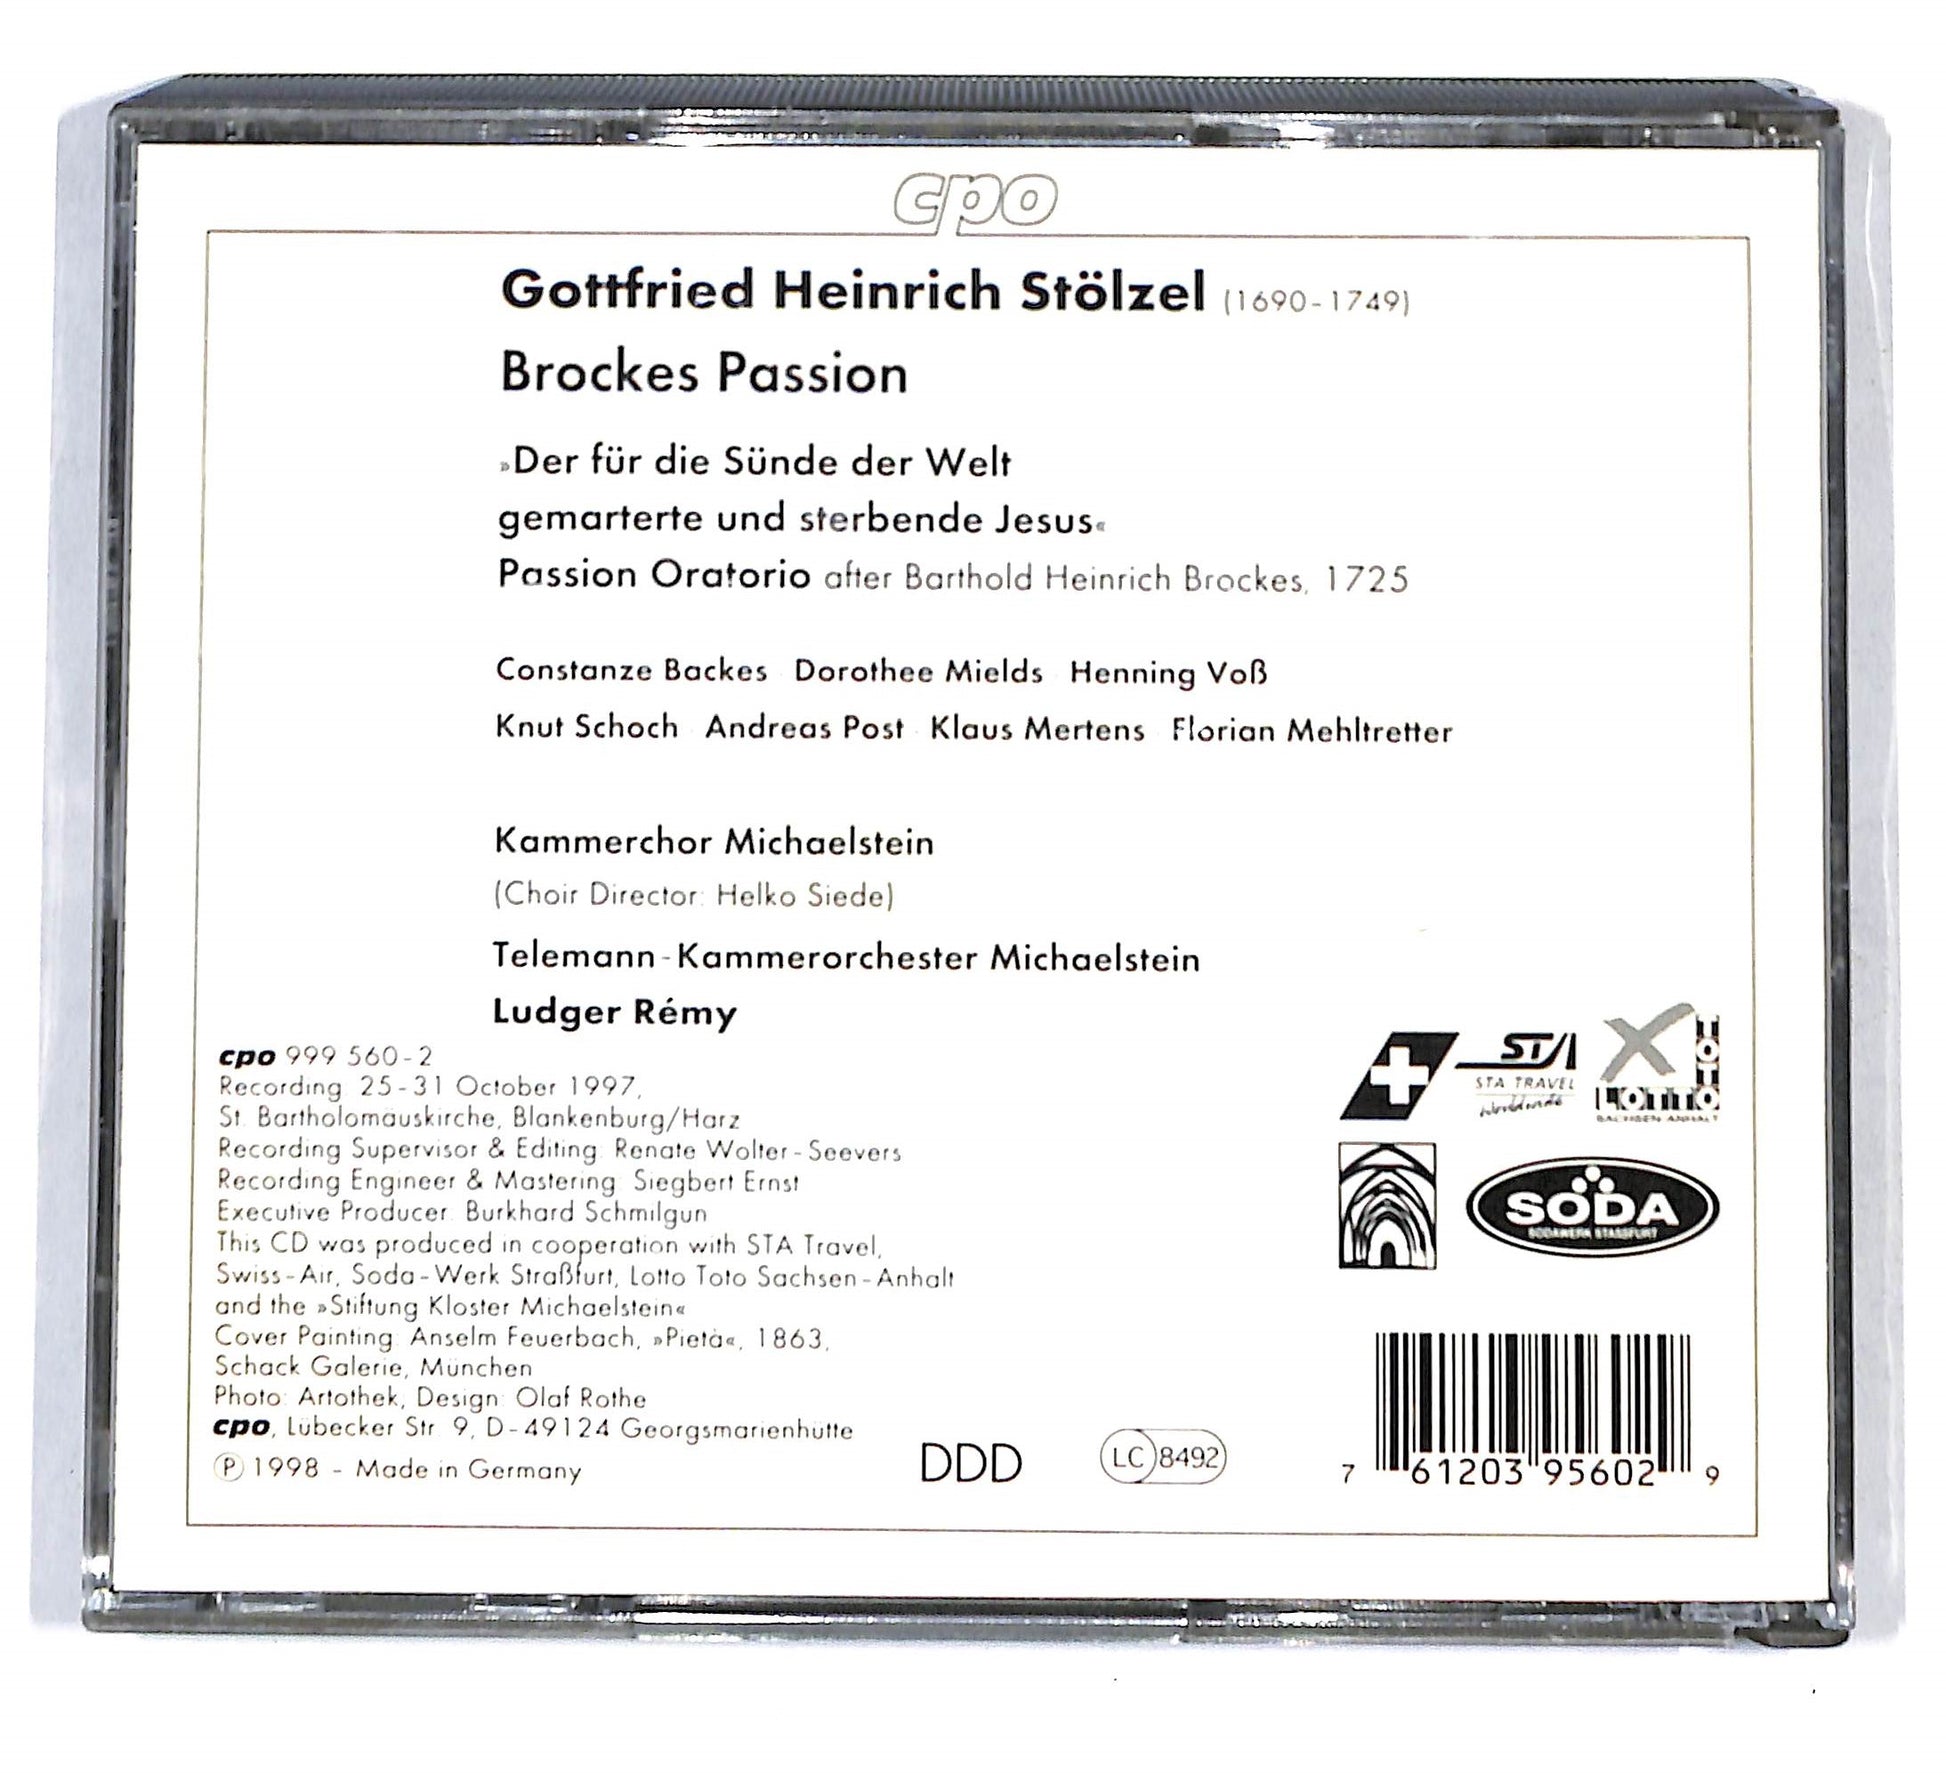 cpo
Gottfried Heinrich Stölzel (1690-1749)
Brockes Passion
»Der für die Sünde der Welt
gemarterte und sterbende Jesus«
Passion Oratorio after Barthold Heinrich Brockes, 1725
Constanze Backes · Dorothee Mields · Henning Voß
Knut Schoch · Andreas Post · Klaus Mertens · Florian Mehltretter
Kammerchor Michaelstein
(Choir Director: Helko Siede)
Telemann-Kammerorchester Michaelstein
Ludger Rémy
cpo 999 560-2
Recording: 25-31 October 1997,
St. Bartholomäuskirche, Blankenburg/Harz
Recording Supervisor & Editing: Renate Wolter-Seevers
Recording Engineer & Mastering: Siegbert Ernst
Executive Producer: Burkhard Schmilgun
This CD was produced in cooperation with STA Travel,
Swiss-Air, Soda-Werk Straßfurt, Lotto Toto Sachsen-Anhalt
and the »Stiftung Kloster Michaelstein«
Cover Painting: Anselm Feuerbach, »Pietà«, 1863,
Schack Galerie, München
Photo: Artothek, Design: Olaf Rothe
cpo, Lübecker Str. 9, D-49124 Georgsmarienhütte
Ⓟ 1998 - Made in Germany
DDD
LC 8492
STA
STA TRAVEL
Worldwide
TOTO
LOTTO
SACHSEN-ANHALT
SODA
SODAWERK STASSFURT
7 61203 95602 9